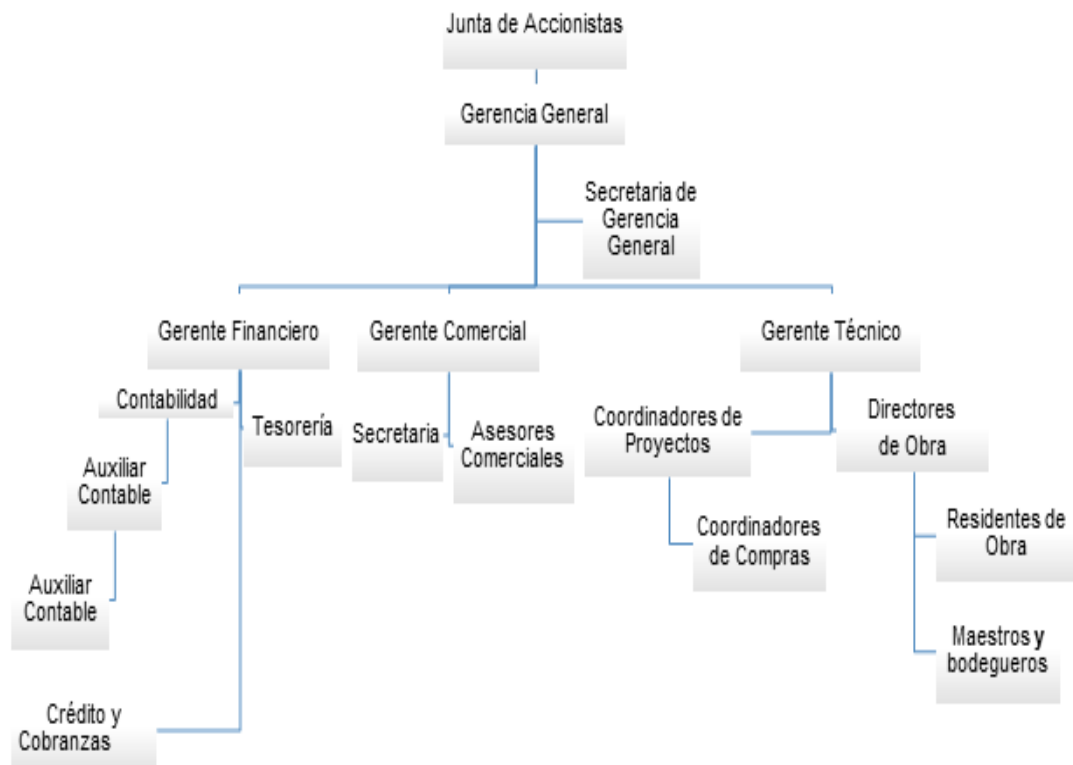 Junta de Accionistas
Gerencia General
Secretaria de
Gerencia
General
Gerente Financiero
Gerente Comercial
Gerente Técnico
Contabilidad
Tesorería
Secretaria
Asesores
Comerciales
Coordinadores de
Proyectos
Directores
de Obra
Auxiliar
Contable
Coordinadores
de Compras
Residentes de
Obra
Auxiliar
Contable
Maestros y
bodegueros
Crédito y
Cobranzas